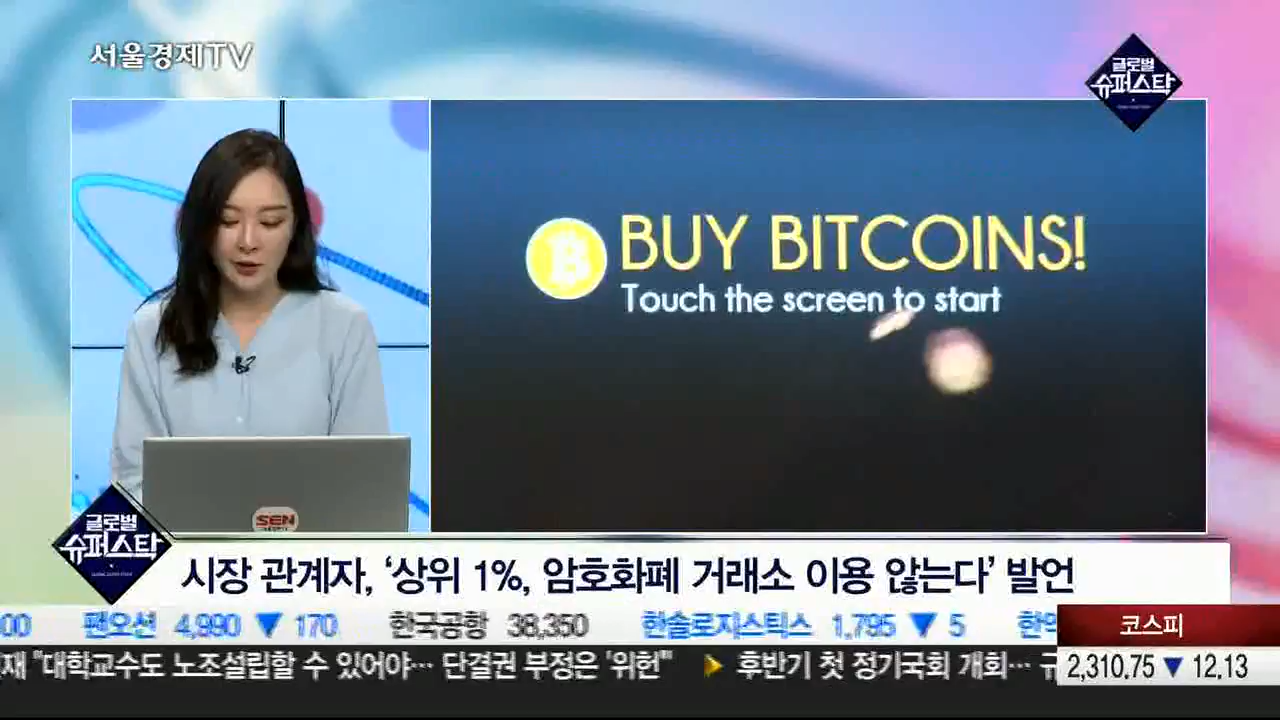 서울경제TV
글로벌
슈퍼스탁
BUY BITCOINS!
Touch the screen to start
SEN
글로벌
슈퍼스탁
시장 관계자, ‘상위 1%, 암호화폐 거래소 이용 않는다’ 발언
00 팬오션 4,990 ▼ 170 한국공항 38,350 한솔로지스틱스 1,795 ▼ 5
코스피
재 "대학교수도 노조설립할 수 있어야… 단결권 부정은 '위헌'" ▶ 후반기 첫 정기국회 개회…
2,310.75 ▼ 12.13